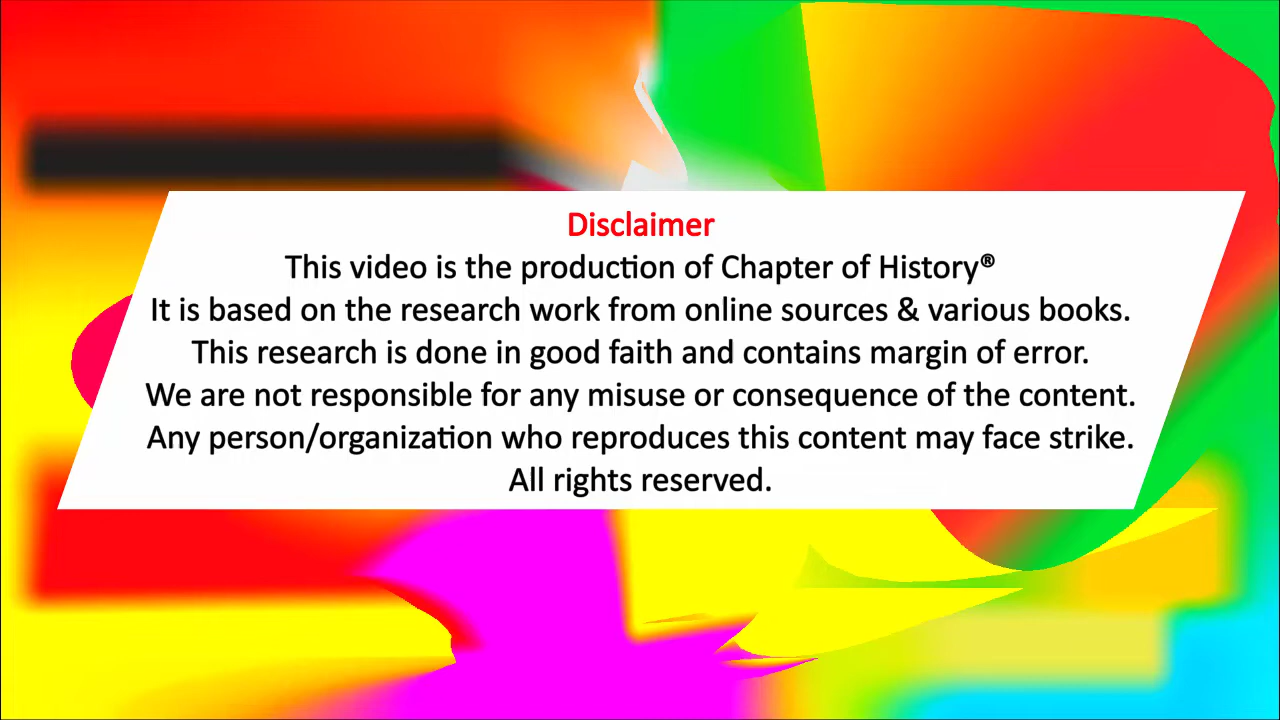 Disclaimer
This video is the production of Chapter of History®
It is based on the research work from online sources & various books.
This research is done in good faith and contains margin of error.
We are not responsible for any misuse or consequence of the content.
Any person/organization who reproduces this content may face strike.
All rights reserved.